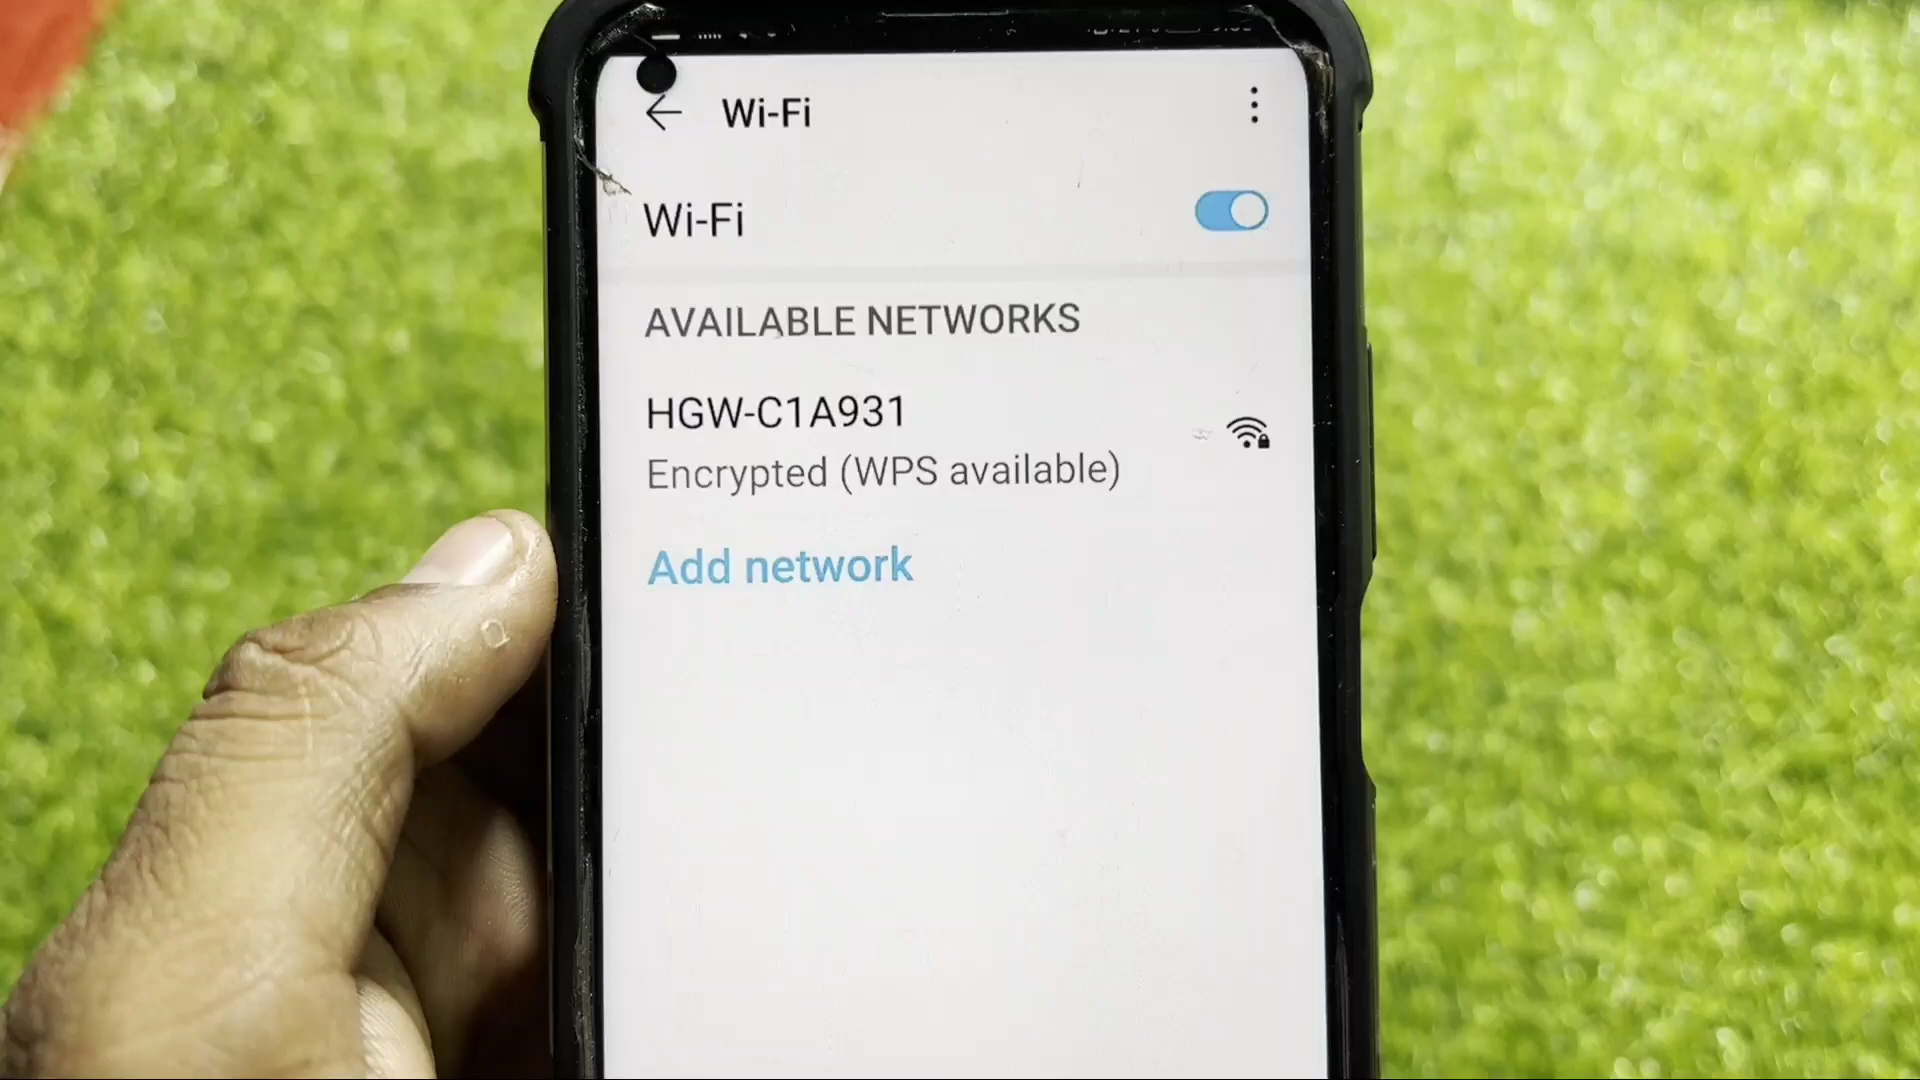 Wi-Fi
Wi-Fi
AVAILABLE NETWORKS
HGW-C1A931
Encrypted (WPS available)
Add network